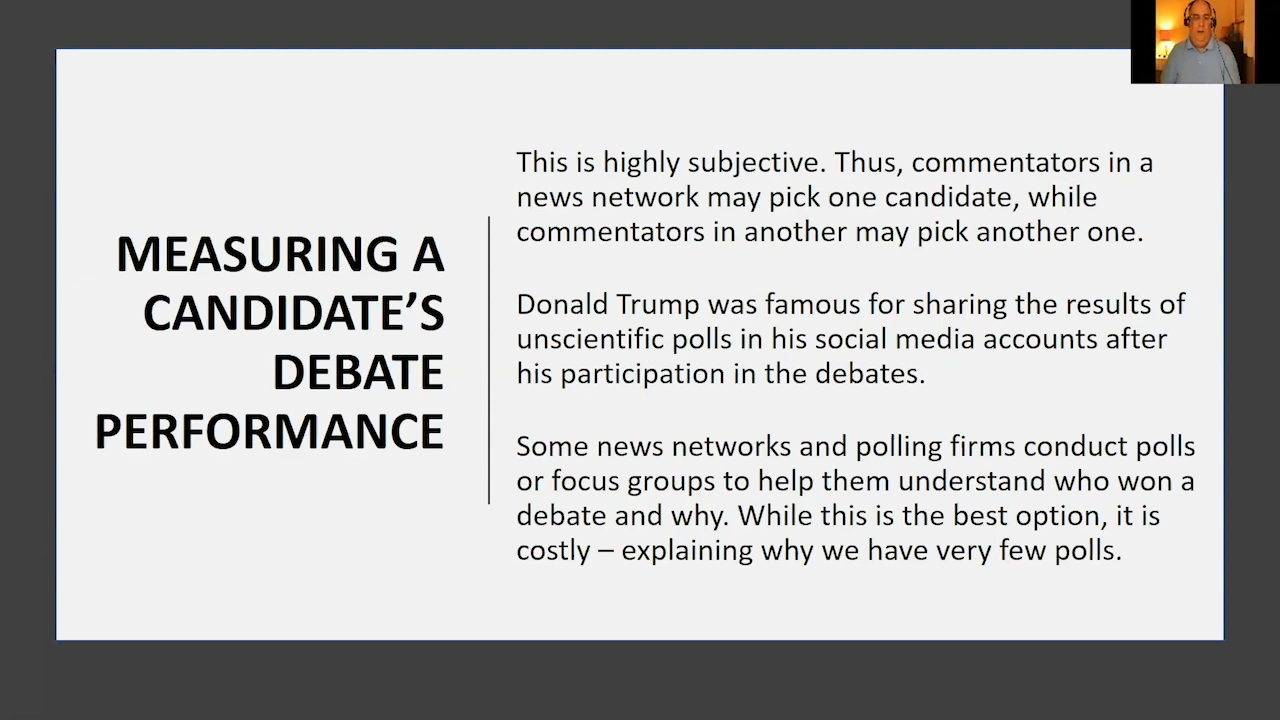 MEASURING A
CANDIDATE’S
DEBATE
PERFORMANCE
This is highly subjective. Thus, commentators in a
news network may pick one candidate, while
commentators in another may pick another one.
Donald Trump was famous for sharing the results of
unscientific polls in his social media accounts after
his participation in the debates.
Some news networks and polling firms conduct polls
or focus groups to help them understand who won a
debate and why. While this is the best option, it is
costly – explaining why we have very few polls.